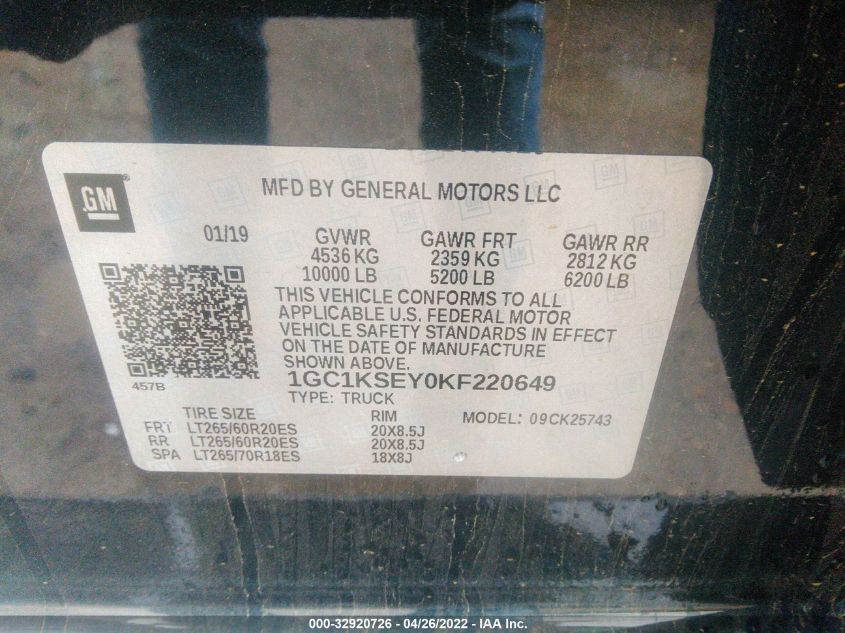 GM
MFD BY GENERAL MOTORS LLC
01/19 GVWR GAWR FRT GAWR RR
4536 KG 2359 KG 2812 KG
10000 LB 5200 LB 6200 LB
THIS VEHICLE CONFORMS TO ALL
APPLICABLE U.S. FEDERAL MOTOR
VEHICLE SAFETY STANDARDS IN EFFECT
ON THE DATE OF MANUFACTURE
SHOWN ABOVE.
457B
1GC1KSEY0KF220649
TYPE: TRUCK
TIRE SIZE RIM MODEL: 09CK25743
FRT LT265/60R20ES 20X8.5J
RR LT265/60R20ES 20X8.5J
SPA LT265/70R18ES 18X8J
000-32920726 - 04/26/2022 - IAA Inc.